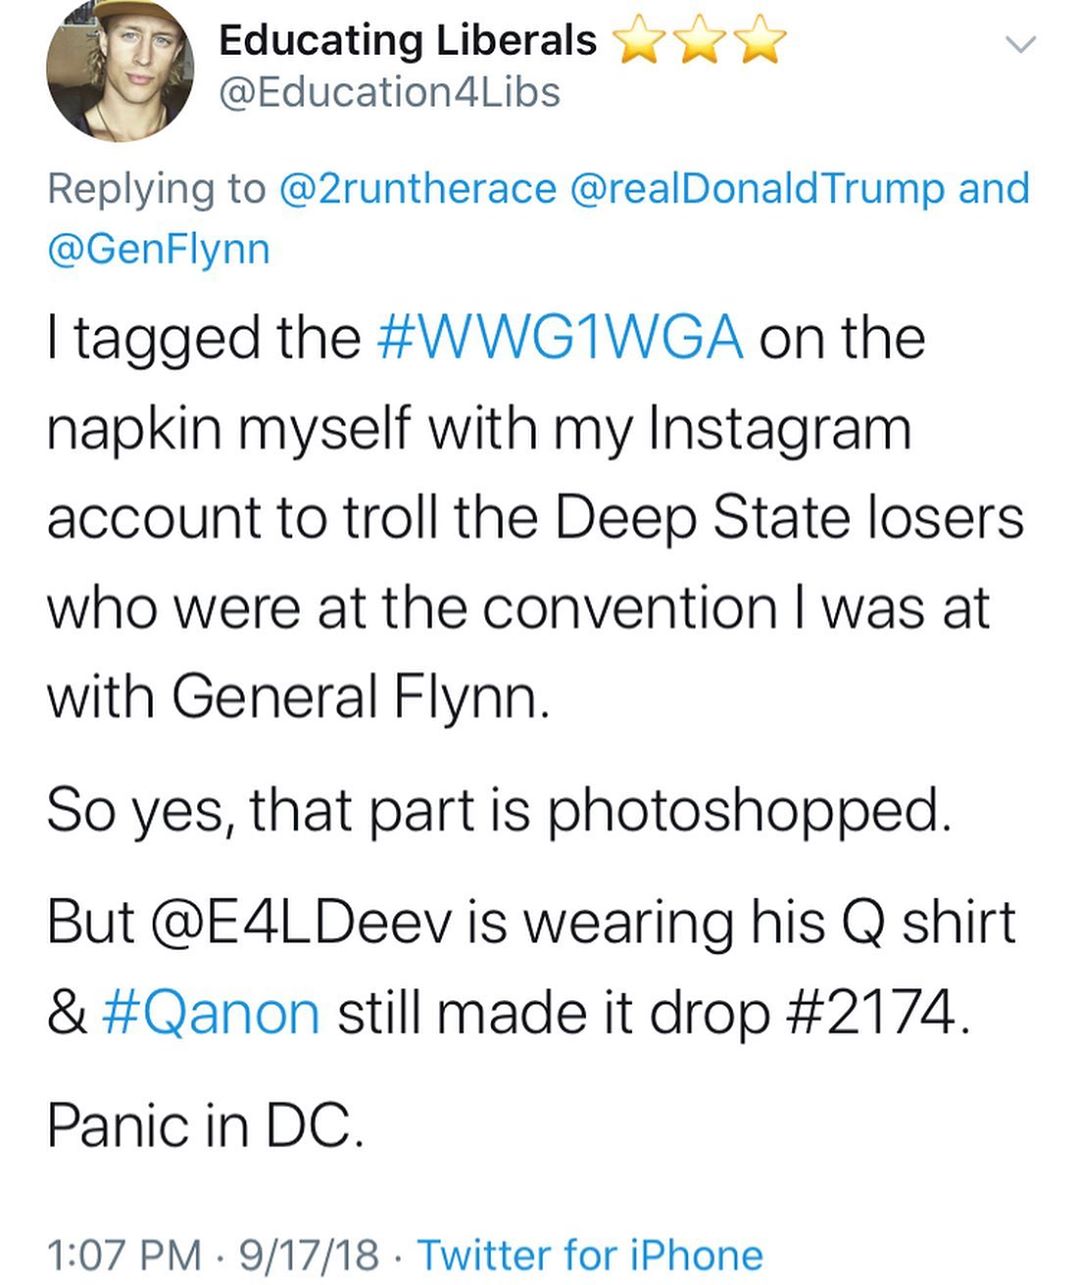 Educating Liberals ⭐⭐⭐
@Education4Libs
Replying to @2runtherace @realDonaldTrump and
@GenFlynn
I tagged the #WWG1WGA on the
napkin myself with my Instagram
account to troll the Deep State losers
who were at the convention I was at
with General Flynn.
So yes, that part is photoshopped.
But @E4LDeev is wearing his Q shirt
& #Qanon still made it drop #2174.
Panic in DC.
1:07 PM · 9/17/18 · Twitter for iPhone